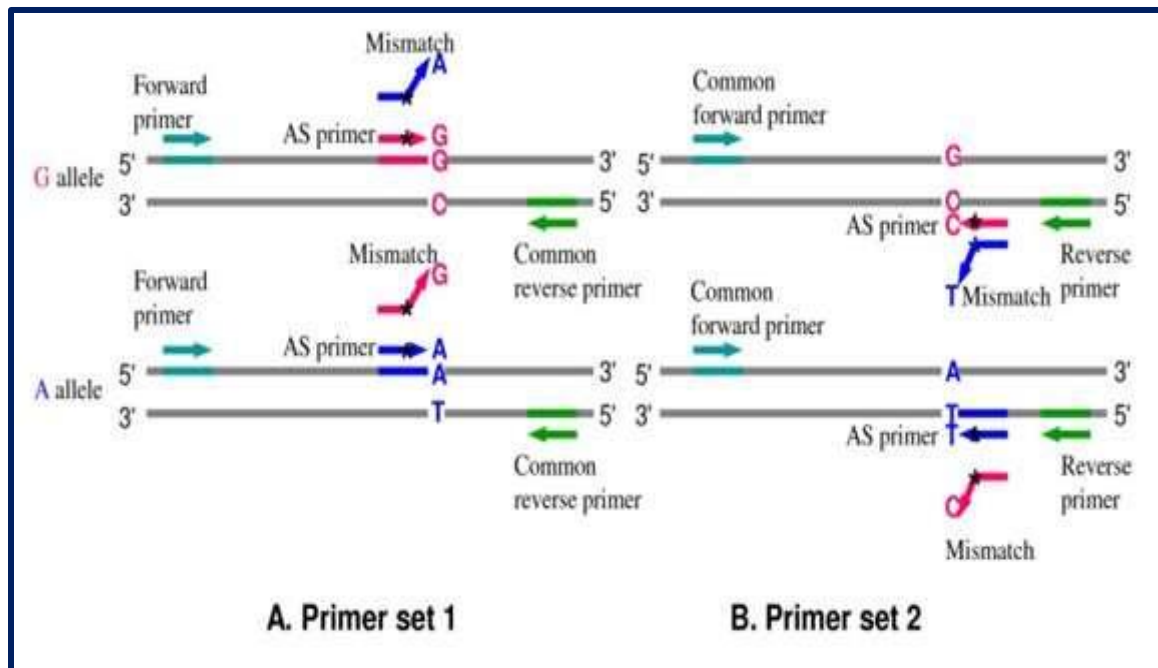 Mismatch
A
Forward
primer
AS primer
G
5'
G
3'
G allele
3'
C
5'
Mismatch
G
Common
reverse primer
Forward
primer
AS primer
A
5'
A
3'
A allele
3'
T
5'
Common
reverse primer
A. Primer set 1
Common
forward primer
5'
G
3'
3'
C
5'
AS primer
C
T
Mismatch
Reverse
primer
Common
forward primer
5'
A
3'
3'
T
5'
AS primer
T
Reverse
primer
C
Mismatch
B. Primer set 2